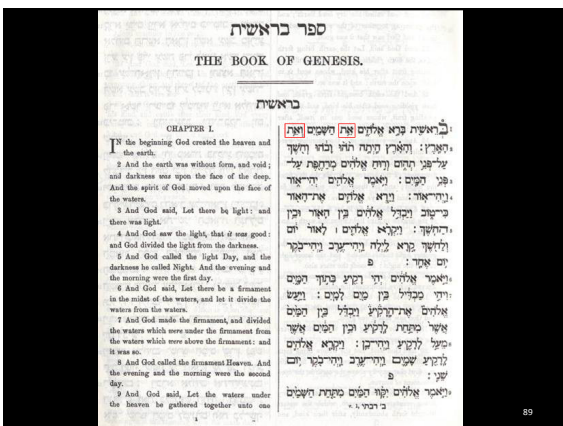 ספר בראשית
THE BOOK OF GENESIS.
בראשית
CHAPTER I.
IN the beginning God created the heaven and
the earth.
2 And the earth was without form, and void;
and darkness was upon the face of the deep.
And the spirit of God moved upon the face of
the waters.
3 And God said, Let there be light: and
there was light.
4 And God saw the light, that it was good:
and God divided the light from the darkness.
5 And God called the light Day, and the
darkness he called Night. And the evening and
the morning were the first day.
6 And God said, Let there be a firmament
in the midst of the waters, and let it divide the
waters from the waters.
7 And God made the firmament, and divided
the waters which were under the firmament from
the waters which were above the firmament: and
it was so.
8 And God called the firmament Heaven. And
the evening and the morning were the second
day.
9 And God said, Let the waters under
the heaven be gathered together unto one
1
בְּרֵאשִׁית בָּרָא אֱלֹהִים אֵת הַשָּׁמַיִם וְאֵת
הָאָרֶץ: וְהָאָרֶץ הָיְתָה תֹהוּ וָבֹהוּ וְחֹשֶׁךְ
עַל־פְּנֵי תְהוֹם וְרוּחַ אֱלֹהִים מְרַחֶפֶת עַל־
פְּנֵי הַמָּיִם: וַיֹּאמֶר אֱלֹהִים יְהִי־אוֹר
וַיְהִי־אוֹר: וַיַּרְא אֱלֹהִים אֶת־הָאוֹר
כִּי־טוֹב וַיַּבְדֵּל אֱלֹהִים בֵּין הָאוֹר וּבֵין
הַחֹשֶׁךְ: וַיִּקְרָא אֱלֹהִים ׀ לָאוֹר יוֹם
וְלַחֹשֶׁךְ קָרָא לָיְלָה וַיְהִי־עֶרֶב וַיְהִי־בֹקֶר
יוֹם אֶחָד: פ
וַיֹּאמֶר אֱלֹהִים יְהִי רָקִיעַ בְּתוֹךְ הַמָּיִם
וִיהִי מַבְדִּיל בֵּין מַיִם לָמָיִם: וַיַּעַשׂ
אֱלֹהִים אֶת־הָרָקִיעַ וַיַּבְדֵּל בֵּין הַמַּיִם
אֲשֶׁר מִתַּחַת לָרָקִיעַ וּבֵין הַמַּיִם אֲשֶׁר
מֵעַל לָרָקִיעַ וַיְהִי־כֵן: וַיִּקְרָא אֱלֹהִים
לָרָקִיעַ שָׁמָיִם וַיְהִי־עֶרֶב וַיְהִי־בֹקֶר יוֹם
שֵׁנִי: פ
וַיֹּאמֶר אֱלֹהִים יִקָּווּ הַמַּיִם מִתַּחַת הַשָּׁמַיִם
ב׳ רבתי v. 1.
89